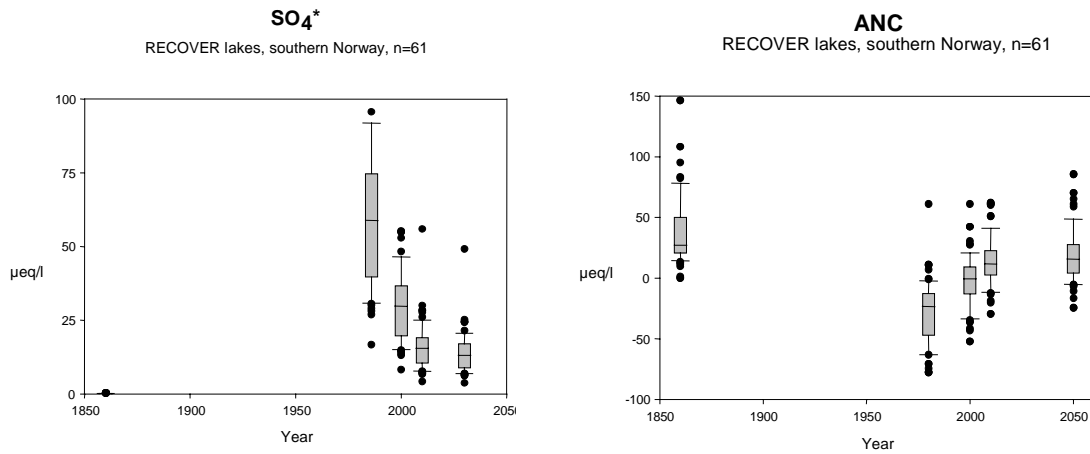 SO4*
RECOVER lakes, southern Norway, n=61
100
75
50
25
0
µeq/l
1850
1900
1950
2000
2050
Year
ANC
RECOVER lakes, southern Norway, n=61
150
100
50
0
-50
-100
µeq/l
1850
1900
1950
2000
2050
Year